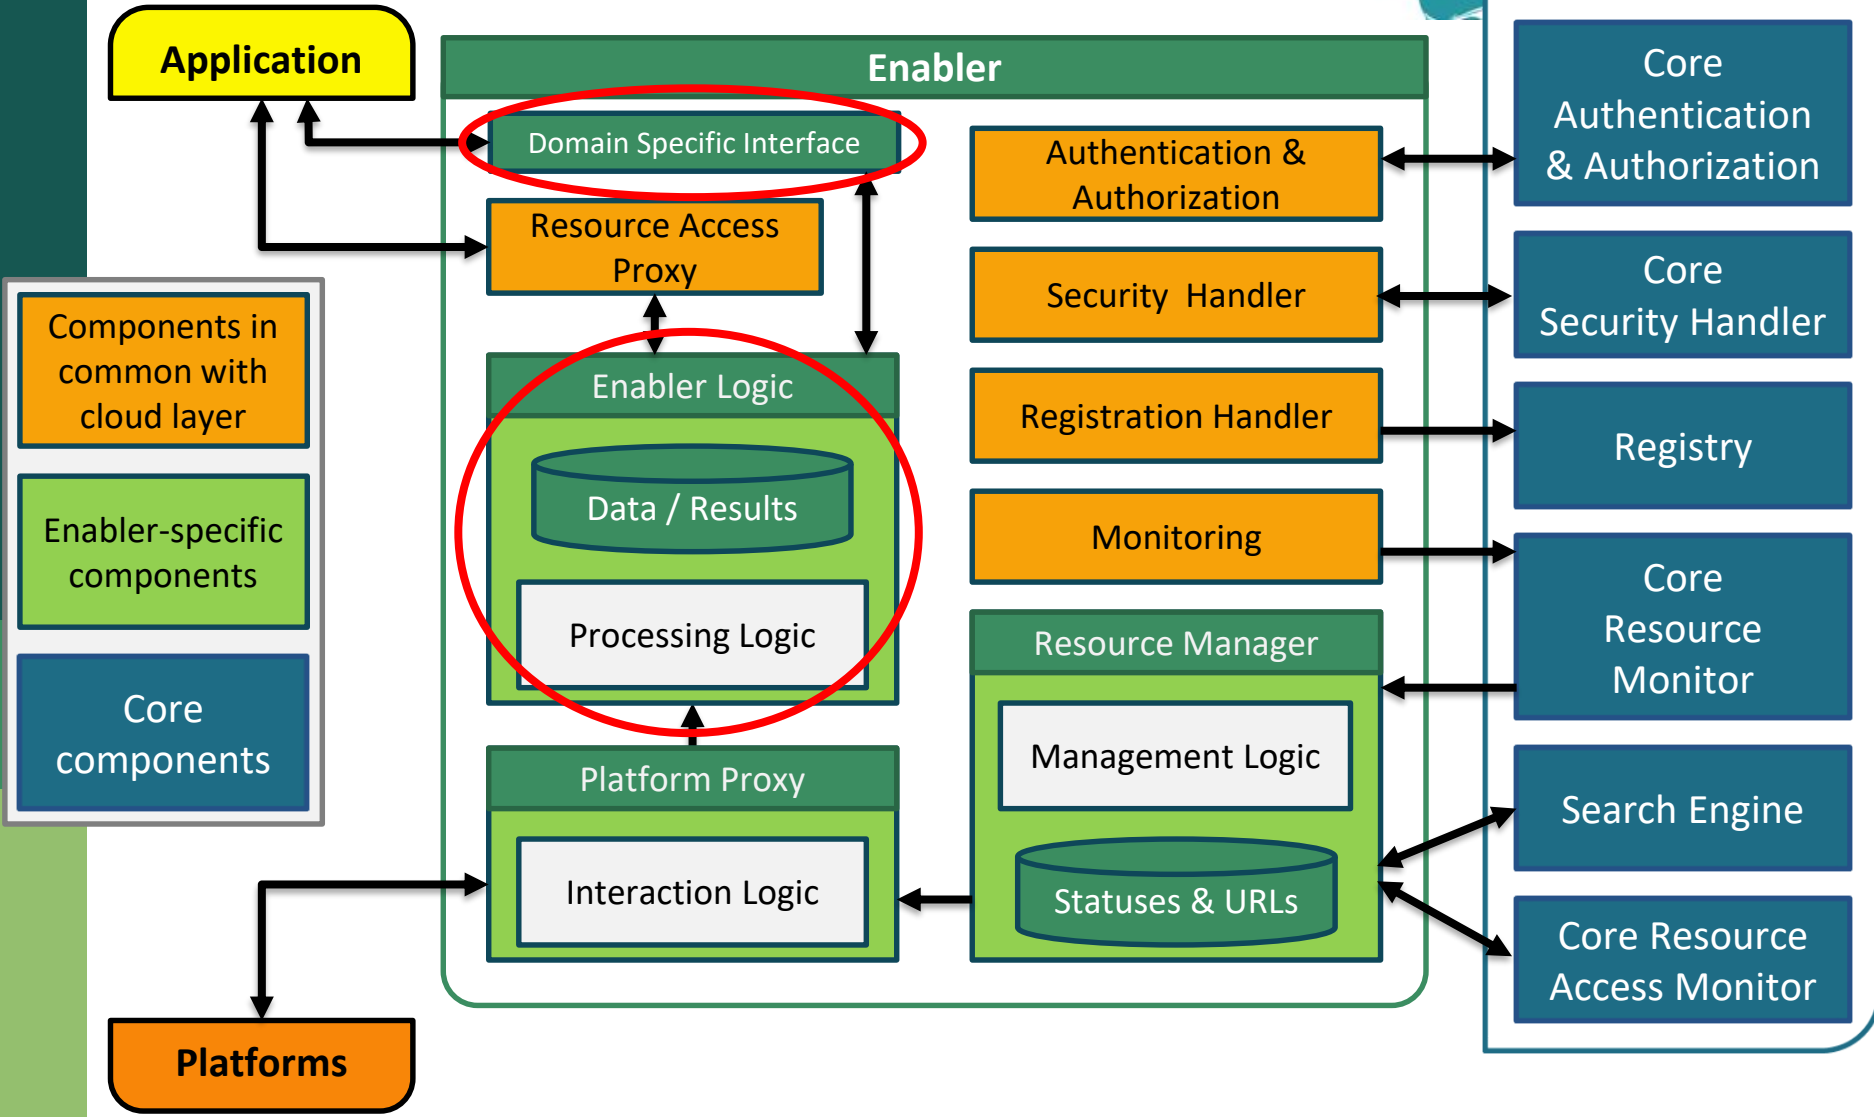 Application
Enabler
Domain Specific Interface
Resource Access
Proxy
Enabler Logic
Data / Results
Processing Logic
Platform Proxy
Interaction Logic
Platforms
Components in
common with
cloud layer
Enabler-specific
components
Core
components
Authentication &
Authorization
Security  Handler
Registration Handler
Monitoring
Resource Manager
Management Logic
Statuses & URLs
Core
Authentication
& Authorization
Core
Security Handler
Registry
Core
Resource
Monitor
Search Engine
Core Resource
Access Monitor